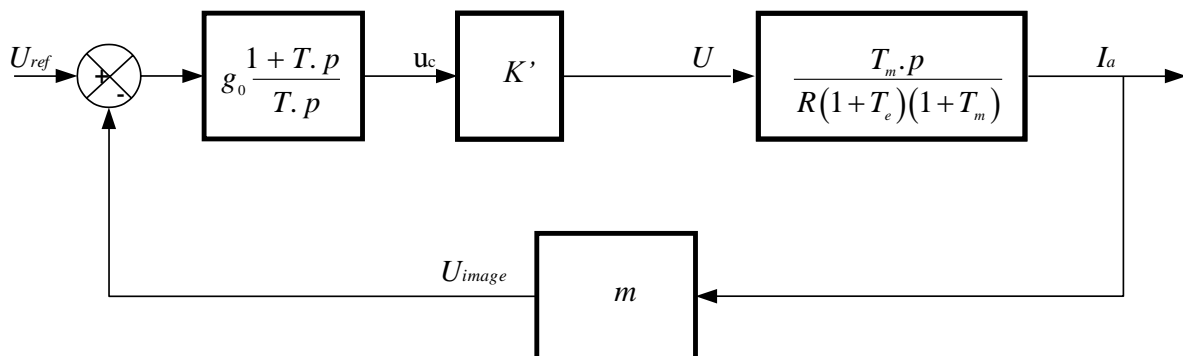 U_ref
+
-
g_0 (1 + T. p) / (T. p)
u_c
K’
U
T_m.p / (R(1+T_e)(1+T_m))
I_a
U_image
m